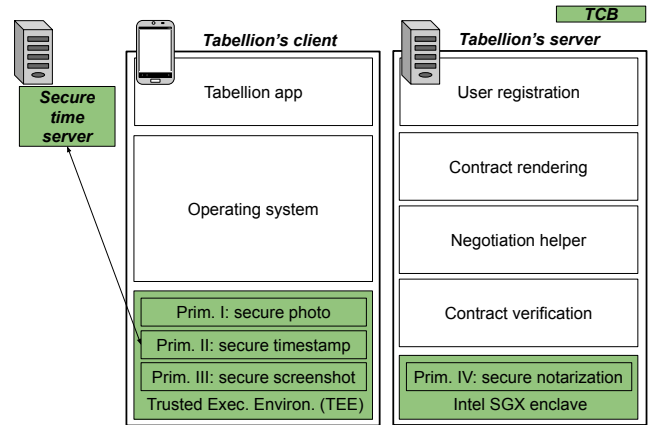 TCB
Tabellion's client
Tabellion's server
Secure
time
server
Tabellion app
Operating system
Prim. I: secure photo
Prim. II: secure timestamp
Prim. III: secure screenshot
Trusted Exec. Environ. (TEE)
User registration
Contract rendering
Negotiation helper
Contract verification
Prim. IV: secure notarization
Intel SGX enclave